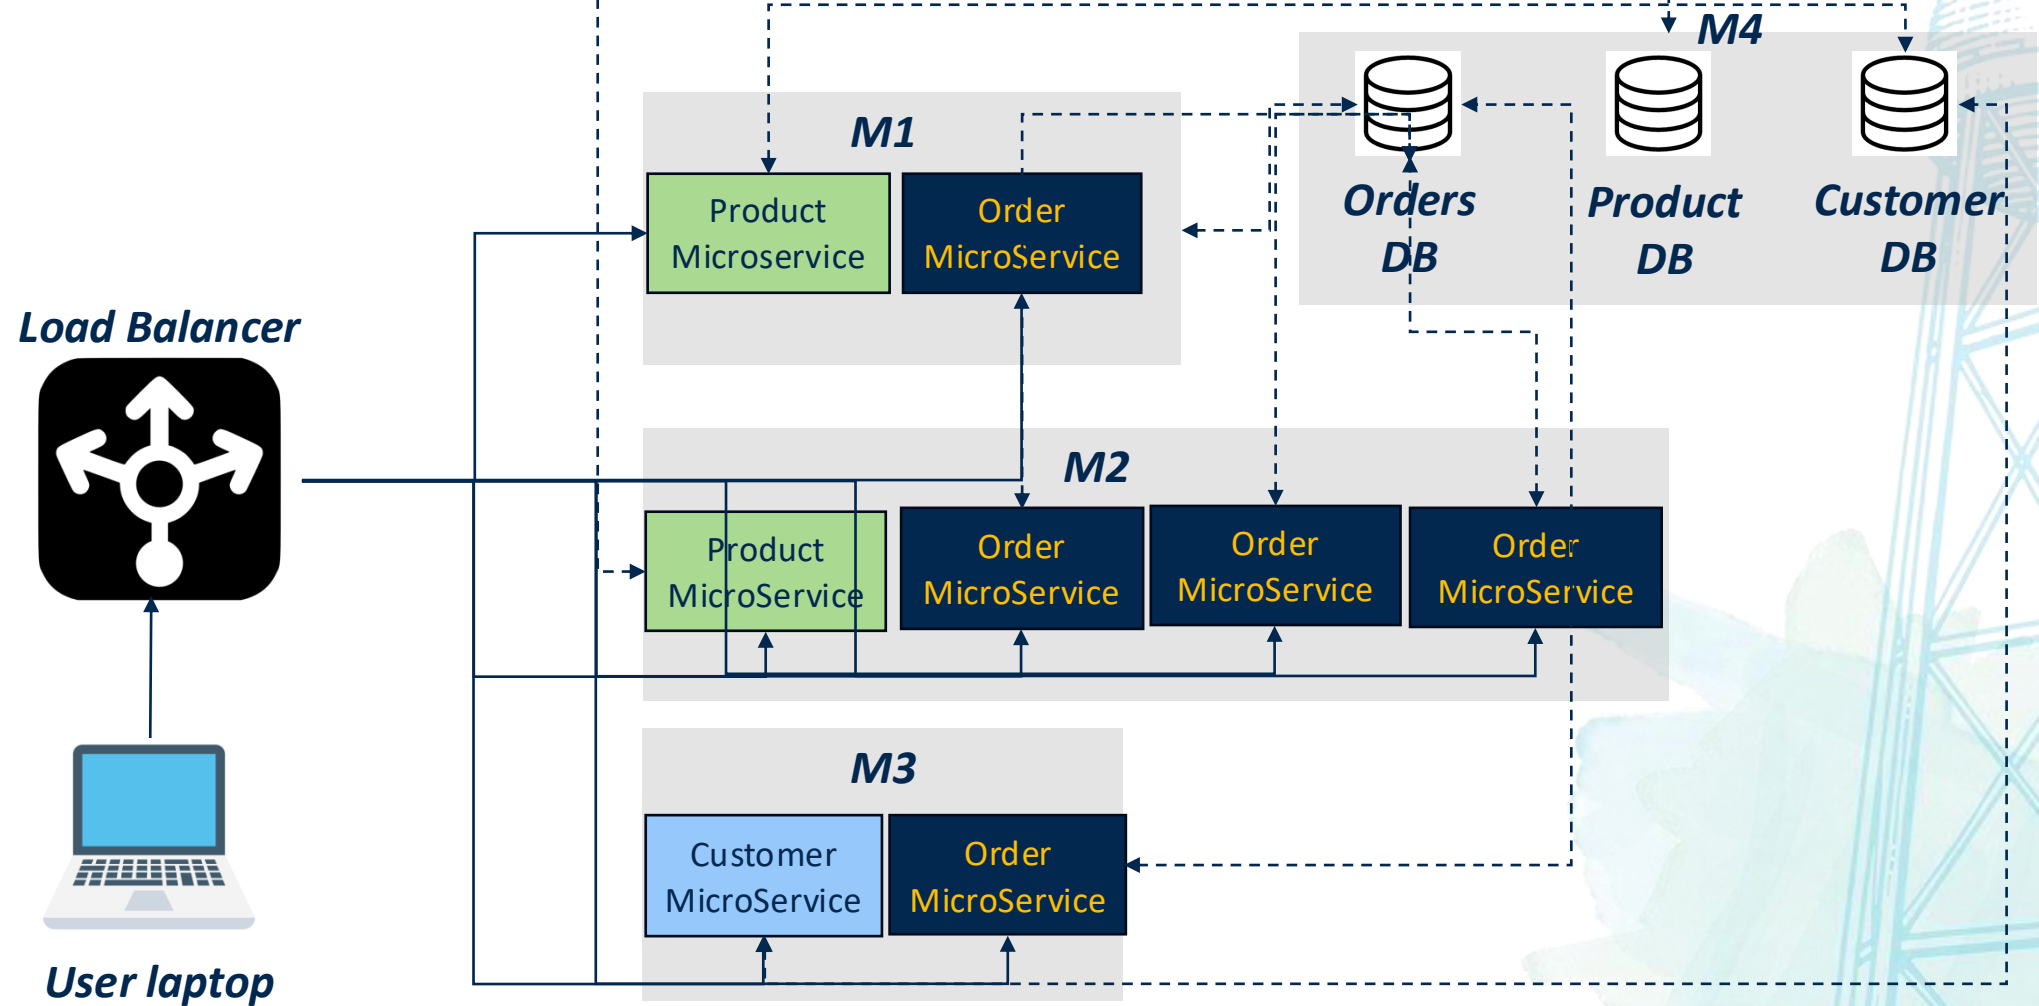 M4
Orders
DB
Product
DB
Customer
DB
M1
Product
Microservice
Order
MicroService
Load Balancer
M2
Product
MicroService
Order
MicroService
Order
MicroService
Order
MicroService
M3
Customer
MicroService
Order
MicroService
User laptop